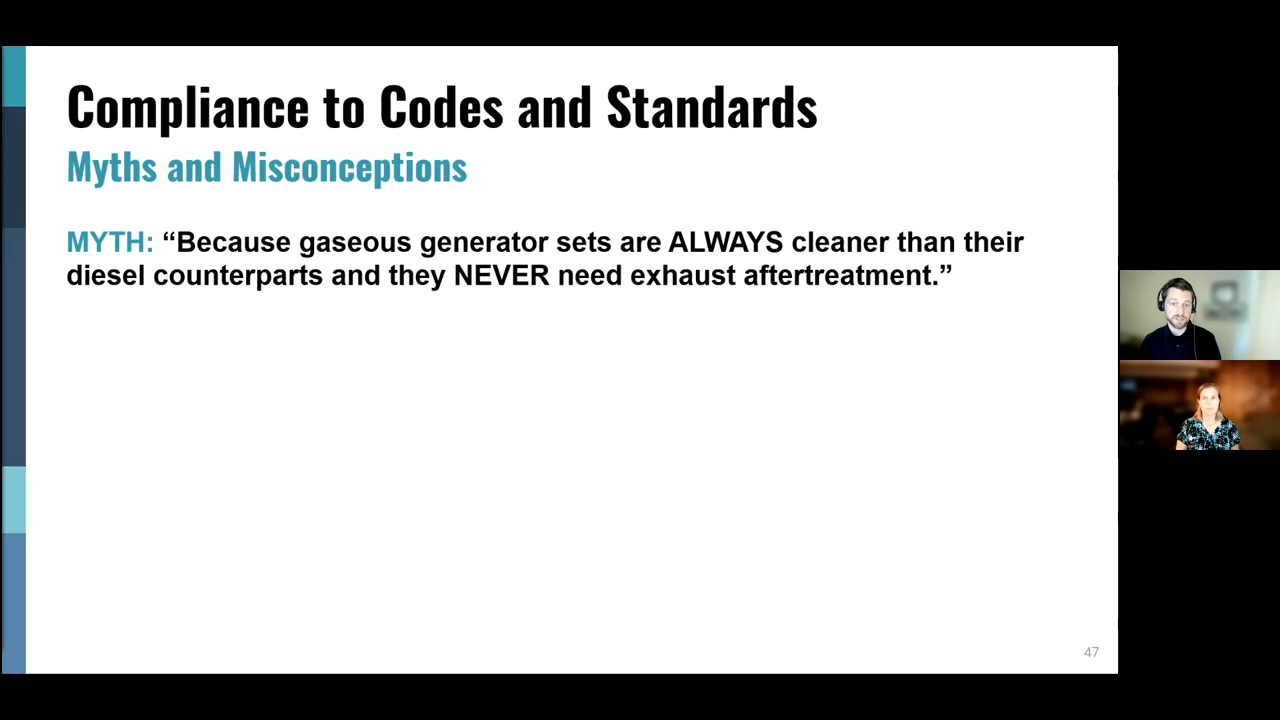 Compliance to Codes and Standards
Myths and Misconceptions
MYTH: “Because gaseous generator sets are ALWAYS cleaner than their
diesel counterparts and they NEVER need exhaust aftertreatment.”
47